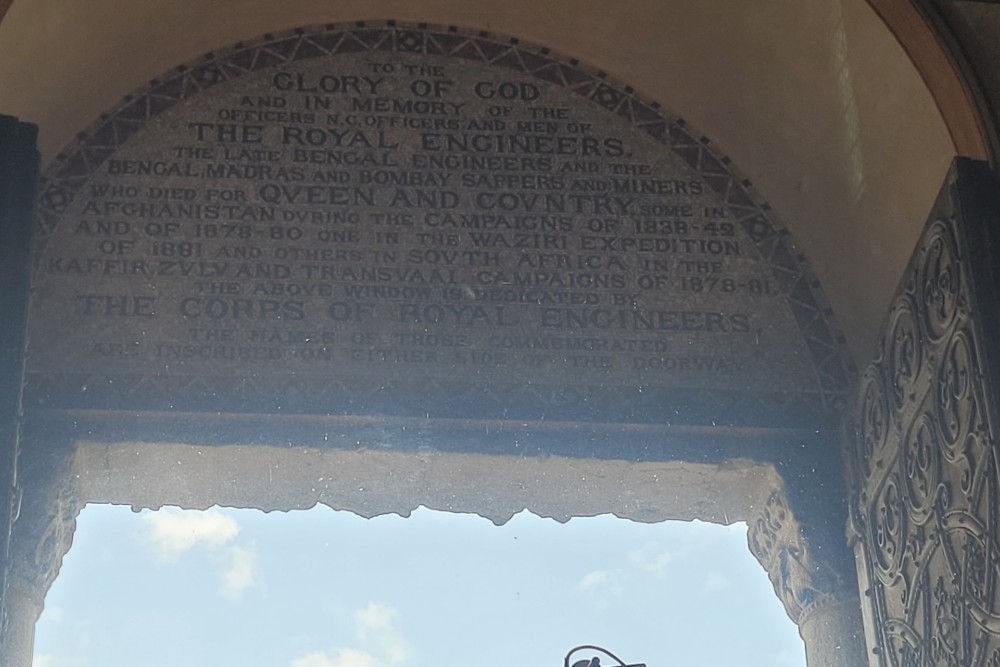 TO THE
GLORY OF GOD
AND IN MEMORY OF THE
OFFICERS N.C.OFFICERS,AND MEN OF
THE ROYAL ENGINEERS,
THE LATE BENGAL ENGINEERS AND THE
BENGAL,MADRAS AND BOMBAY SAPPERS AND MINERS
WHO DIED FOR QVEEN AND COVNTRY, SOME IN
AFGHANISTAN DVRING THE CAMPAIGNS OF 1838-42
AND OF 1878-80 ONE IN THE WAZIRI EXPEDITION
OF 1881 AND OTHERS IN SOUTH AFRICA IN THE
KAFFIR,ZVLV AND TRANSVAAL CAMPAIGNS OF 1878-81.
THE ABOVE WINDOW IS DEDICATED BY
THE CORPS OF ROYAL ENGINEERS,
THE NAMES OF THOSE COMMEMORATED
ARE INSCRIBED ON EITHER SIDE OF THE DOORWAY.